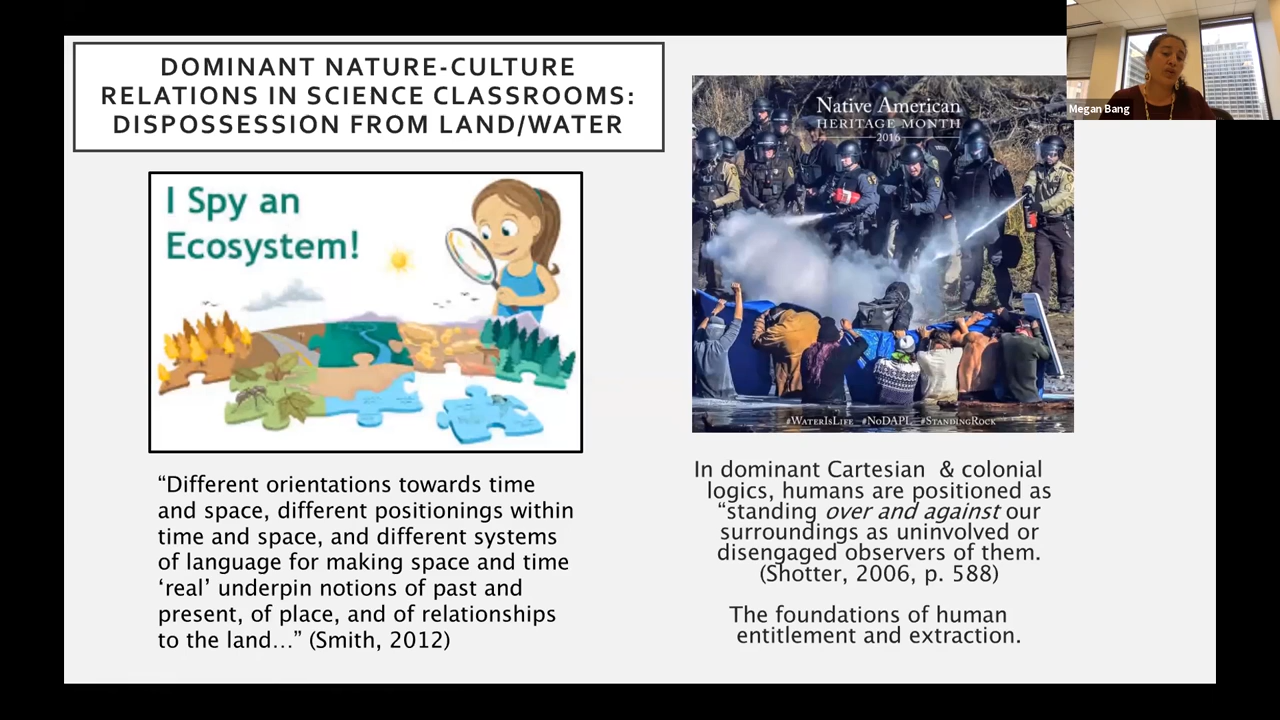 DOMINANT NATURE-CULTURE
RELATIONS IN SCIENCE CLASSROOMS:
DISPOSSESSION FROM LAND/WATER
I Spy an
Ecosystem!
“Different orientations towards time
and space, different positionings within
time and space, and different systems
of language for making space and time
‘real’ underpin notions of past and
present, of place, and of relationships
to the land…” (Smith, 2012)
Native American
HERITAGE MONTH
2016
#WATERISLIFE #NODAPL #STANDINGROCK
In dominant Cartesian & colonial
logics, humans are positioned as
“standing over and against our
surroundings as uninvolved or
disengaged observers of them.
(Shotter, 2006, p. 588)
The foundations of human
entitlement and extraction.
Megan Bang